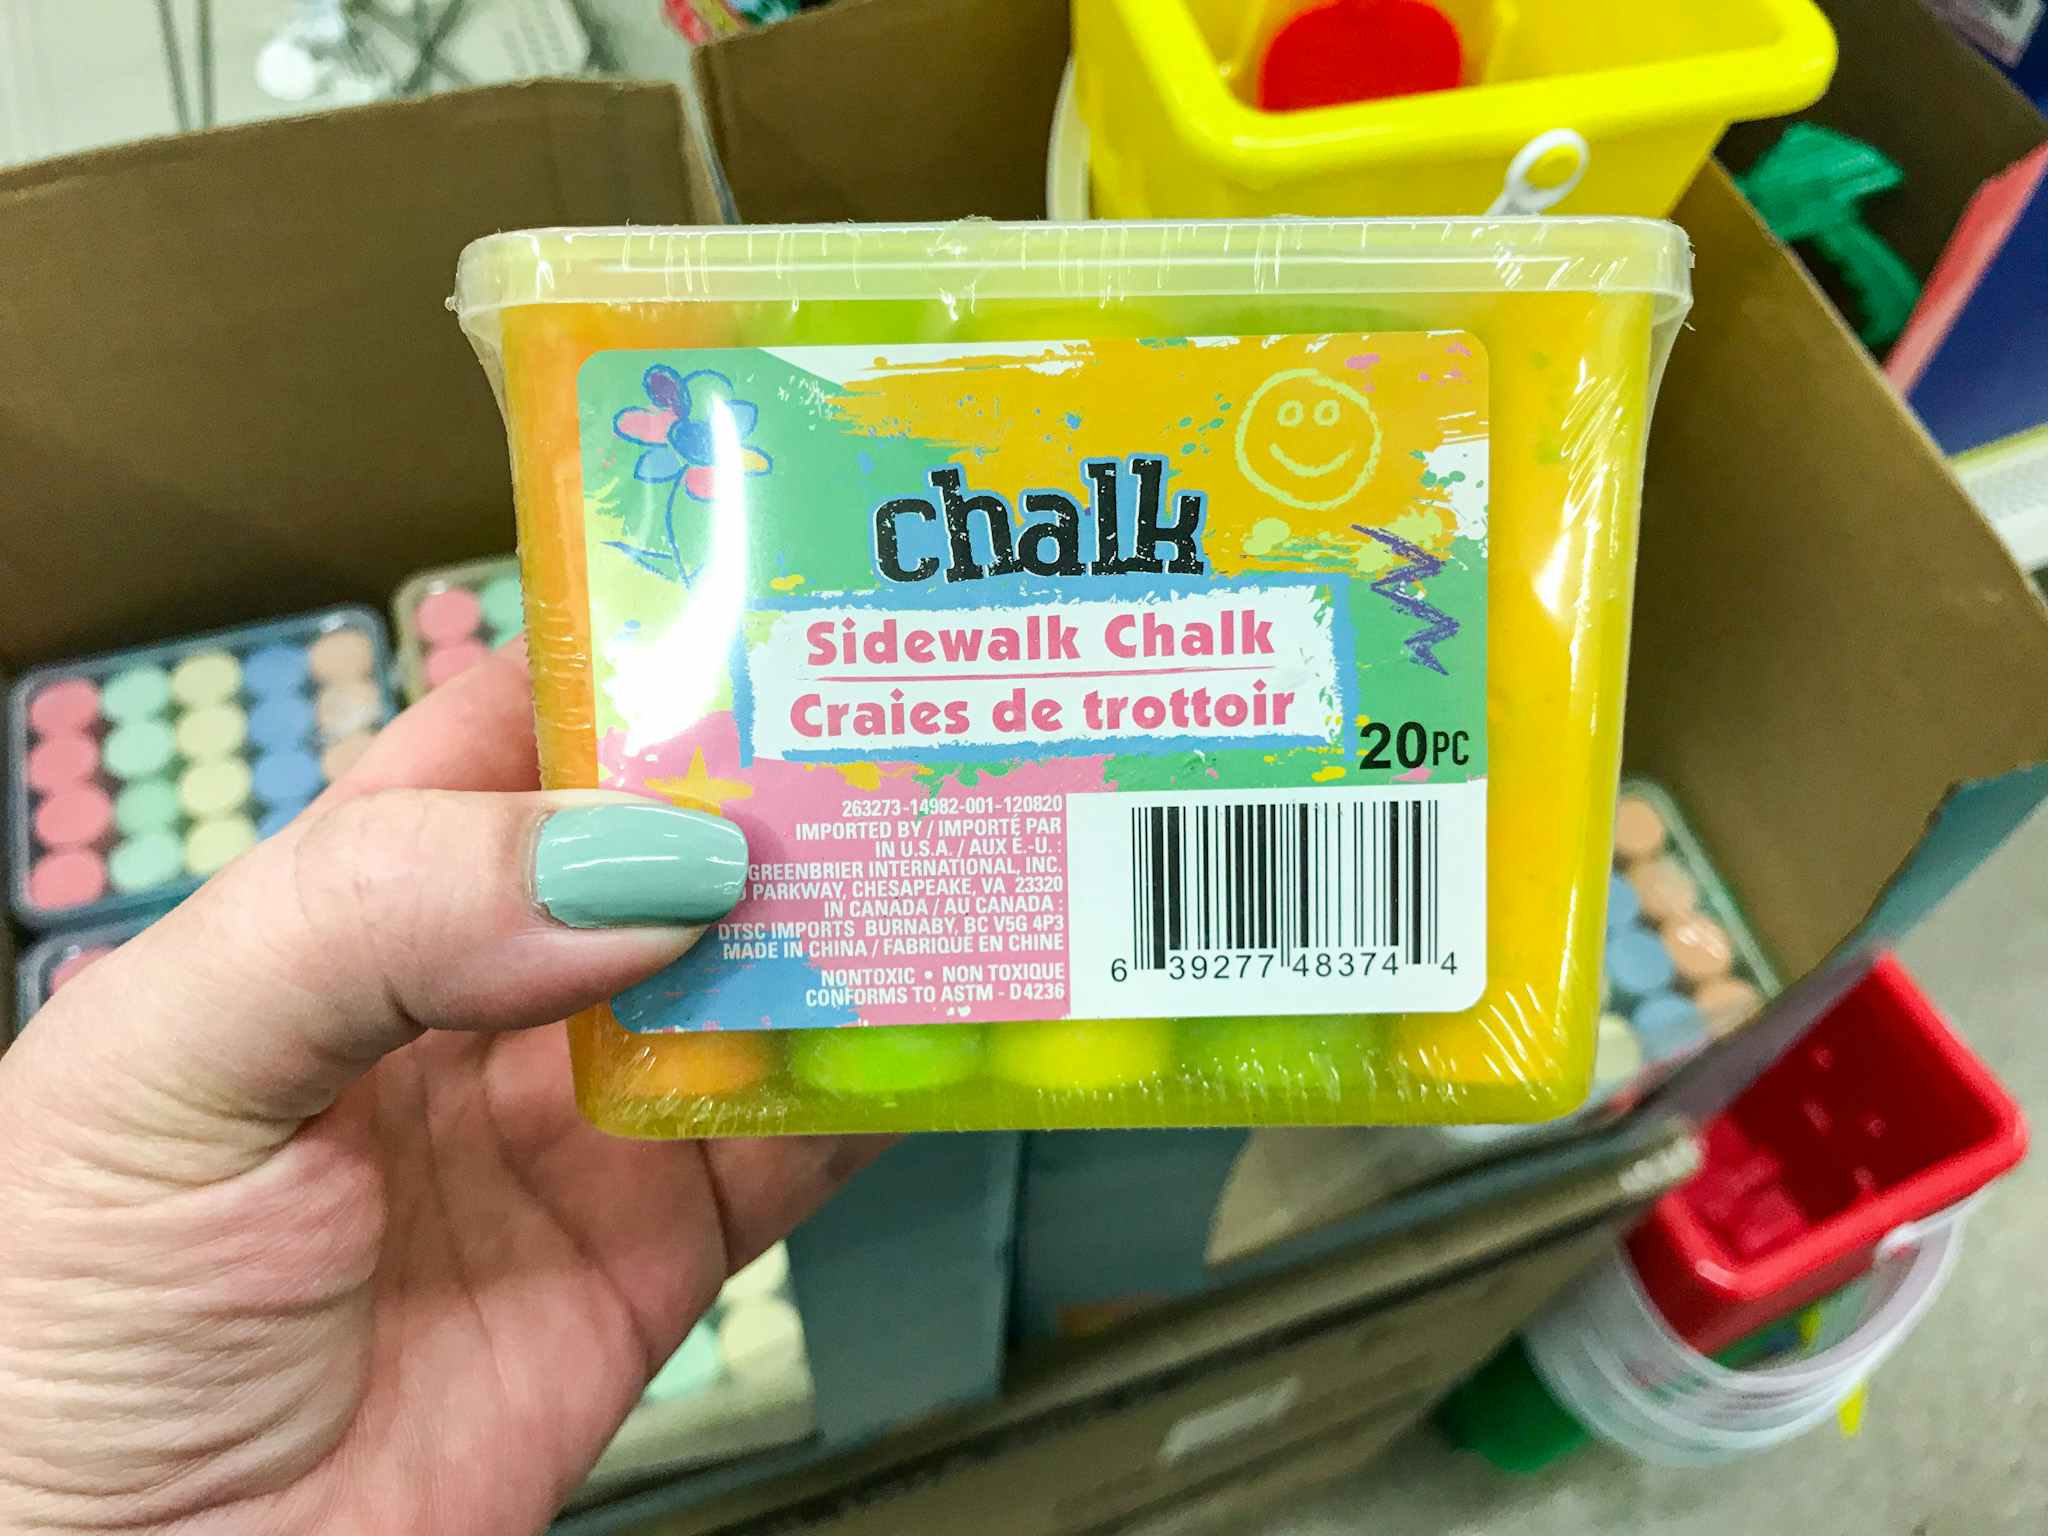 chalk
Sidewalk Chalk
Craies de trottoir
20PC
263273-14982-001-120820
IMPORTED BY / IMPORTÉ PAR
IN U.S.A. / AUX É.-U. :
GREENBRIER INTERNATIONAL, INC.
PARKWAY, CHESAPEAKE, VA 23320
IN CANADA / AU CANADA :
DTSC IMPORTS BURNABY, BC V5G 4P3
MADE IN CHINA / FABRIQUÉ EN CHINE
NONTOXIC • NON TOXIQUE
CONFORMS TO ASTM - D4236
6 39277 48374 4